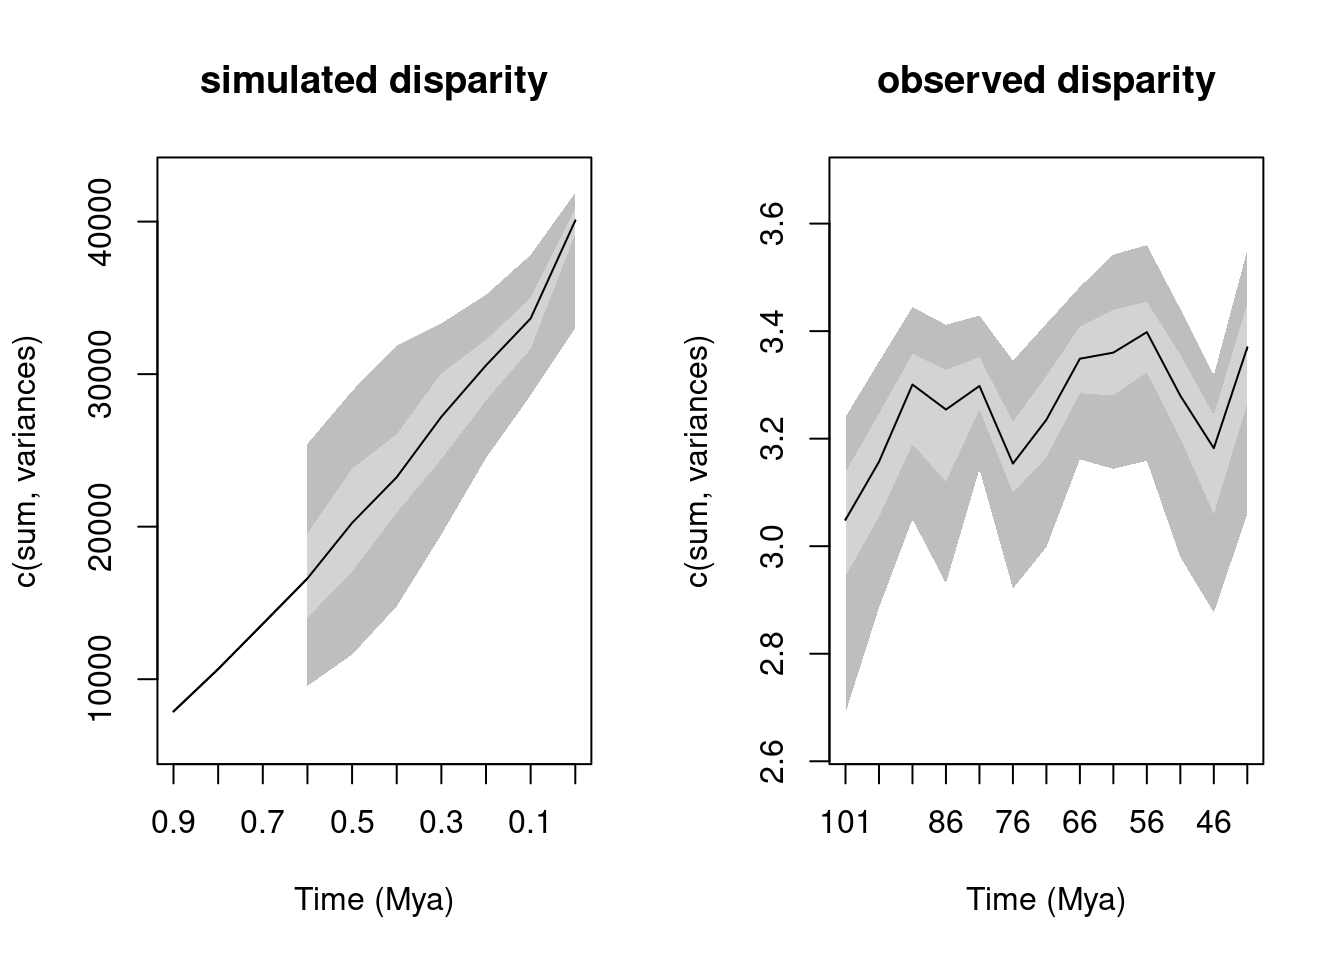 simulated disparity
c(sum, variances)
40000
30000
20000
10000
0.9 0.7 0.5 0.3 0.1
Time (Mya)
observed disparity
c(sum, variances)
3.6
3.4
3.2
3.0
2.8
2.6
101 86 76 66 56 46
Time (Mya)